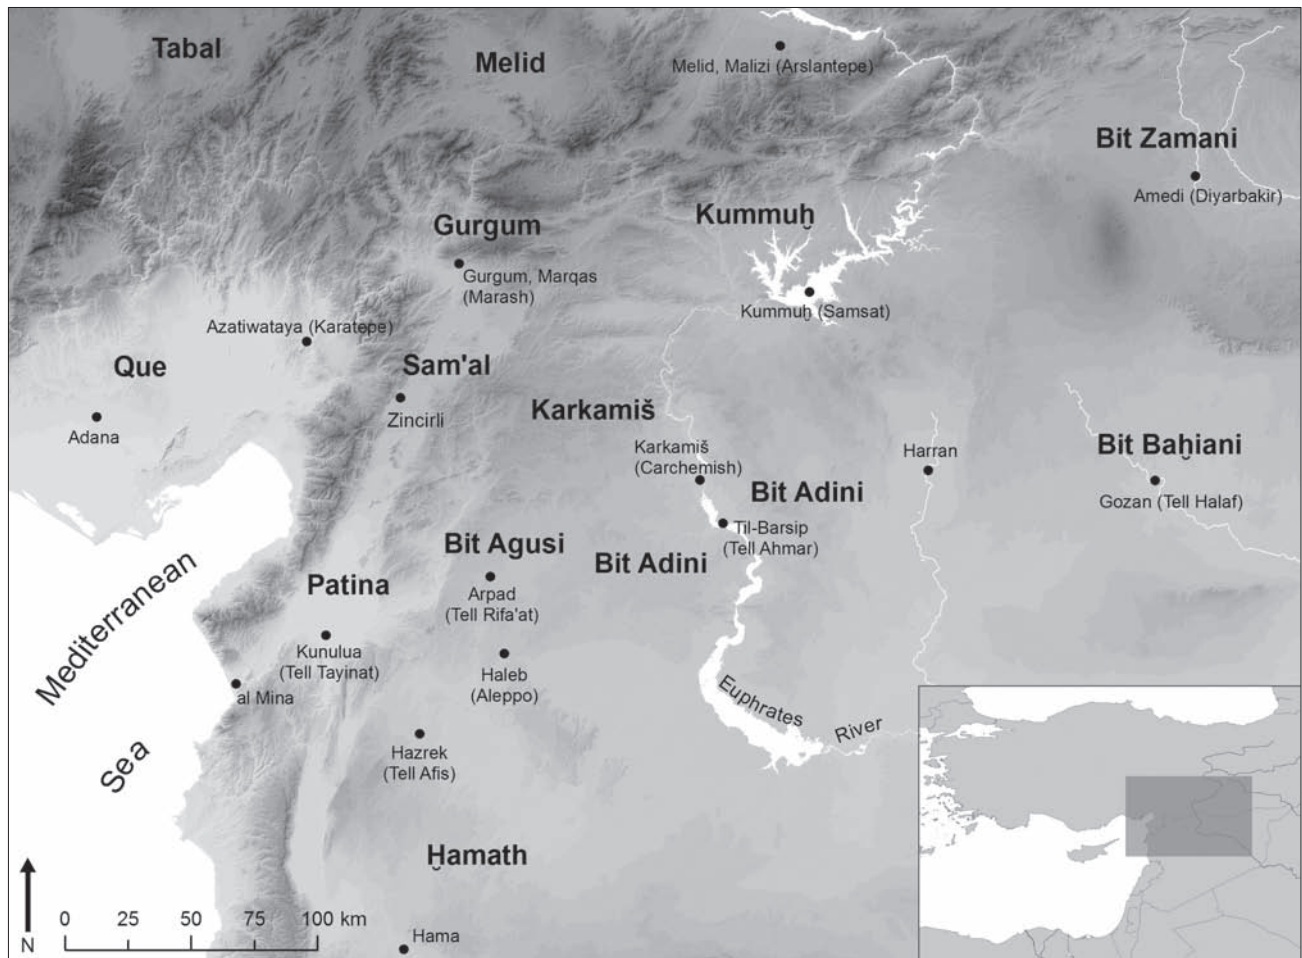 Tabal
Melid
Melid, Malizi (Arslantepe)
Bit Zamani
Amedi (Diyarbakir)
Gurgum
Kummuḫ
Gurgum, Marqas
(Marash)
Kummuḫ (Samsat)
Azatiwataya (Karatepe)
Que
Sam'al
Zincirli
Adana
Karkamiš
Karkamiš
(Carchemish)
Harran
Bit Baḫiani
Gozan (Tell Halaf)
Bit Adini
Til-Barsip
(Tell Ahmar)
Bit Agusi
Bit Adini
Arpad
(Tell Rifa'at)
Patina
Kunulua
(Tell Tayinat)
Haleb
(Aleppo)
al Mina
Mediterranean
Sea
Euphrates
River
Hazrek
(Tell Afis)
Ḫamath
Hama
0 25 50 75 100 km
N